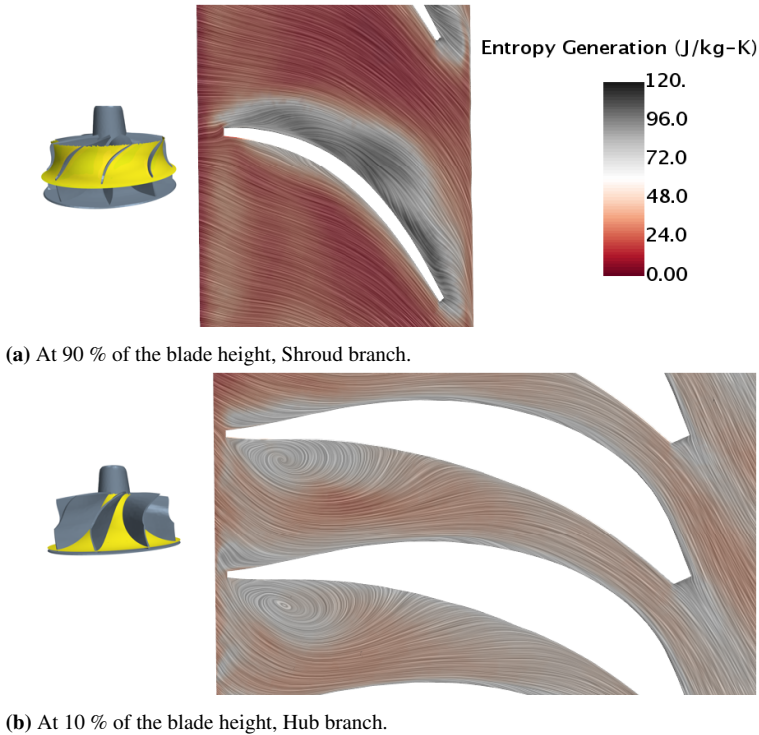 Entropy Generation (J/kg-K)
120.
96.0
72.0
48.0
24.0
0.00
(a) At 90 % of the blade height, Shroud branch.
(b) At 10 % of the blade height, Hub branch.